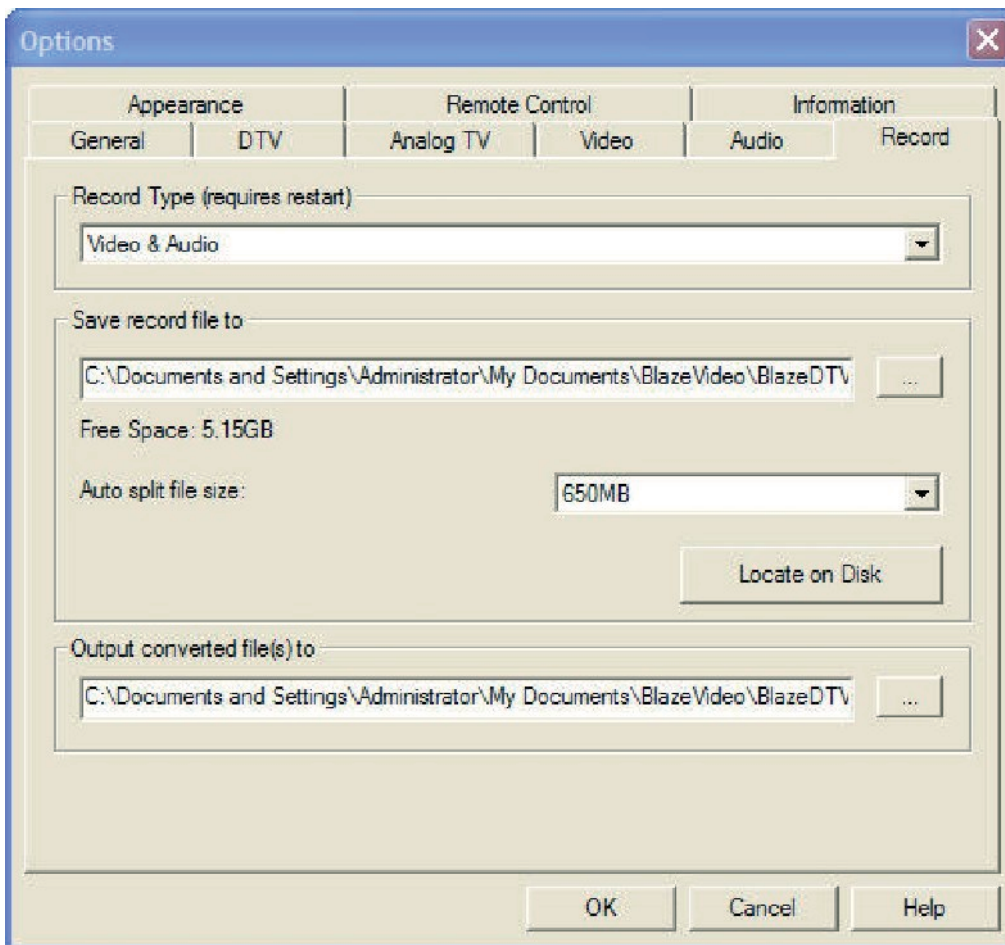 Options
Appearance Remote Control Information
General DTV Analog TV Video Audio Record
Record Type (requires restart)
Video & Audio
Save record file to
C:\Documents and Settings\Administrator\My Documents\BlazeVideo\BlazeDTV
...
Free Space: 5.15GB
Auto split file size:
650MB
Locate on Disk
Output converted file(s) to
C:\Documents and Settings\Administrator\My Documents\BlazeVideo\BlazeDTV
...
OK Cancel Help